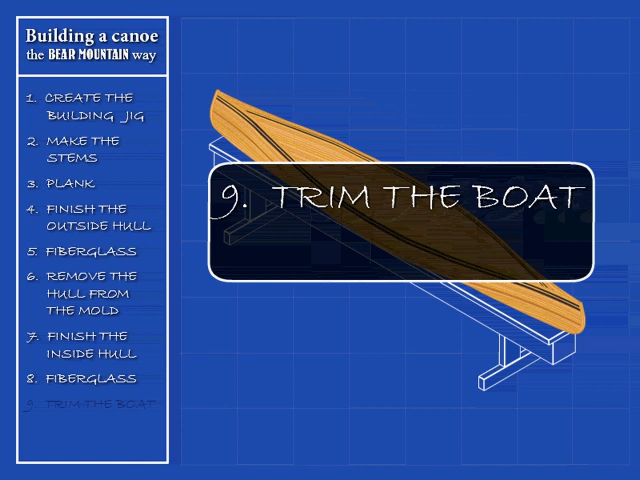 Building a canoe
the BEAR MOUNTAIN way
1. CREATE THE
BUILDING JIG
2. MAKE THE
STEMS
3. PLANK
4. FINISH THE
OUTSIDE HULL
5. FIBERGLASS
6. REMOVE THE
HULL FROM
THE MOLD
7. FINISH THE
INSIDE HULL
8. FIBERGLASS
9. TRIM THE BOAT
9. TRIM THE BOAT